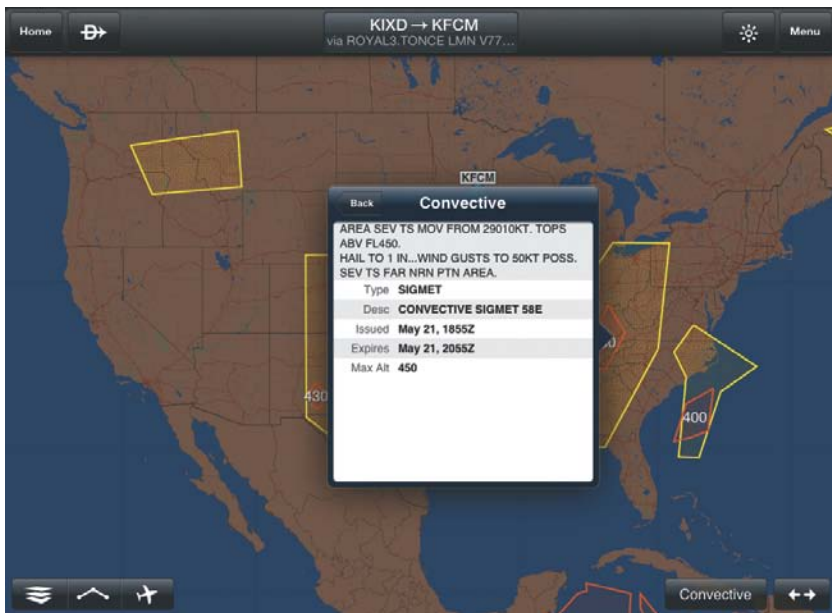 Home
KIXD → KFCM
via ROYAL3.TONCE LMN V77...
Menu
KFCM
Back
Convective
AREA SEV TS MOV FROM 29010KT. TOPS
ABV FL450.
HAIL TO 1 IN...WIND GUSTS TO 50KT POSS.
SEV TS FAR NRN PTN AREA.
Type SIGMET
Desc CONVECTIVE SIGMET 58E
Issued May 21, 1855Z
Expires May 21, 2055Z
Max Alt 450
430
400
Convective